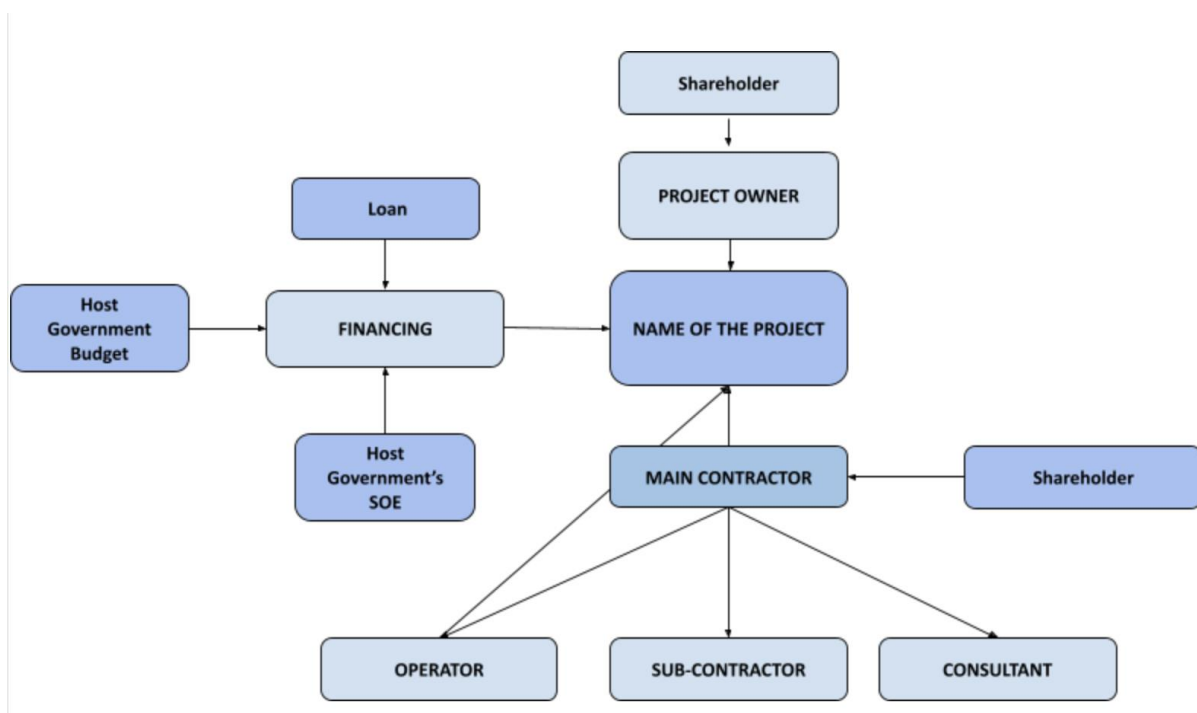 Shareholder
PROJECT OWNER
Loan
Host
Government
Budget
FINANCING
NAME OF THE PROJECT
Host
Government’s
SOE
MAIN CONTRACTOR
Shareholder
OPERATOR
SUB-CONTRACTOR
CONSULTANT